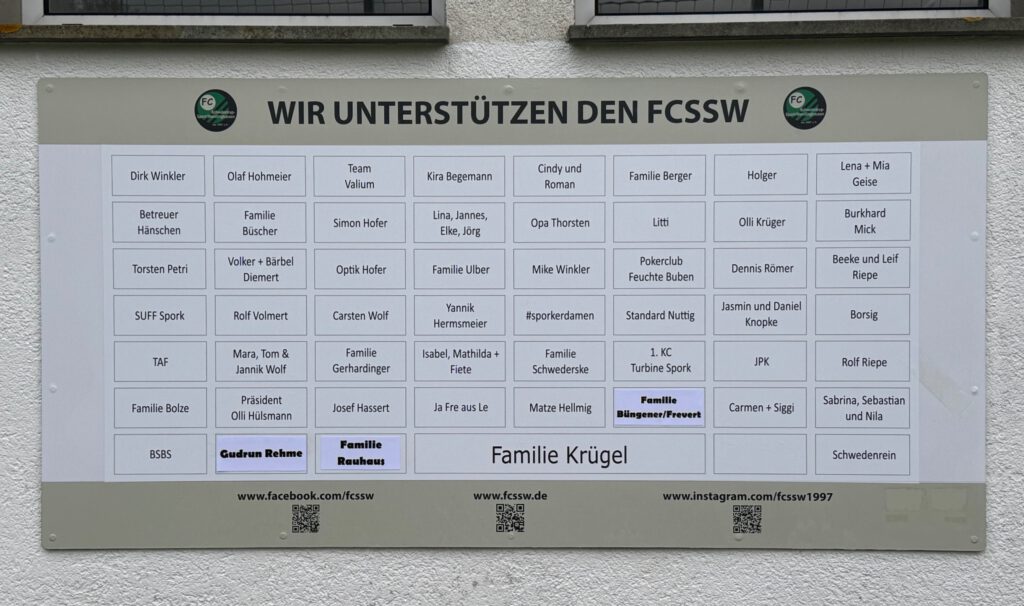 WIR UNTERSTÜTZEN DEN FCSSW
FC
FC
Dirk Winkler
Olaf Hohmeier
Team
Valium
Kira Begemann
Cindy und
Roman
Familie Berger
Holger
Lena + Mia
Geise
Betreuer
Hänschen
Familie
Büscher
Simon Hofer
Lina, Jannes,
Elke, Jörg
Opa Thorsten
Litti
Olli Krüger
Burkhard
Mick
Torsten Petri
Volker + Bärbel
Diemert
Optik Hofer
Familie Ulber
Mike Winkler
Pokerclub
Feuchte Buben
Dennis Römer
Beeke und Leif
Riepe
SUFF Spork
Rolf Volmert
Carsten Wolf
Yannik
Hermsmeier
#sporkerdamen
Standard Nuttig
Jasmin und Daniel
Knopke
Borsig
TAF
Mara, Tom &
Jannik Wolf
Familie
Gerhardinger
Isabel, Mathilda +
Fiete
Familie
Schwederske
1. KC
Turbine Spork
JPK
Rolf Riepe
Familie Bolze
Präsident
Olli Hülsmann
Josef Hassert
Ja Fre aus Le
Matze Hellmig
Familie
Büngener/Frevert
Carmen + Siggi
Sabrina, Sebastian
und Nila
BSBS
Gudrun Rehme
Familie
Rauhaus
Familie Krügel
Schwedenrein
www.facebook.com/fcssw
www.fcssw.de
www.instagram.com/fcssw1997